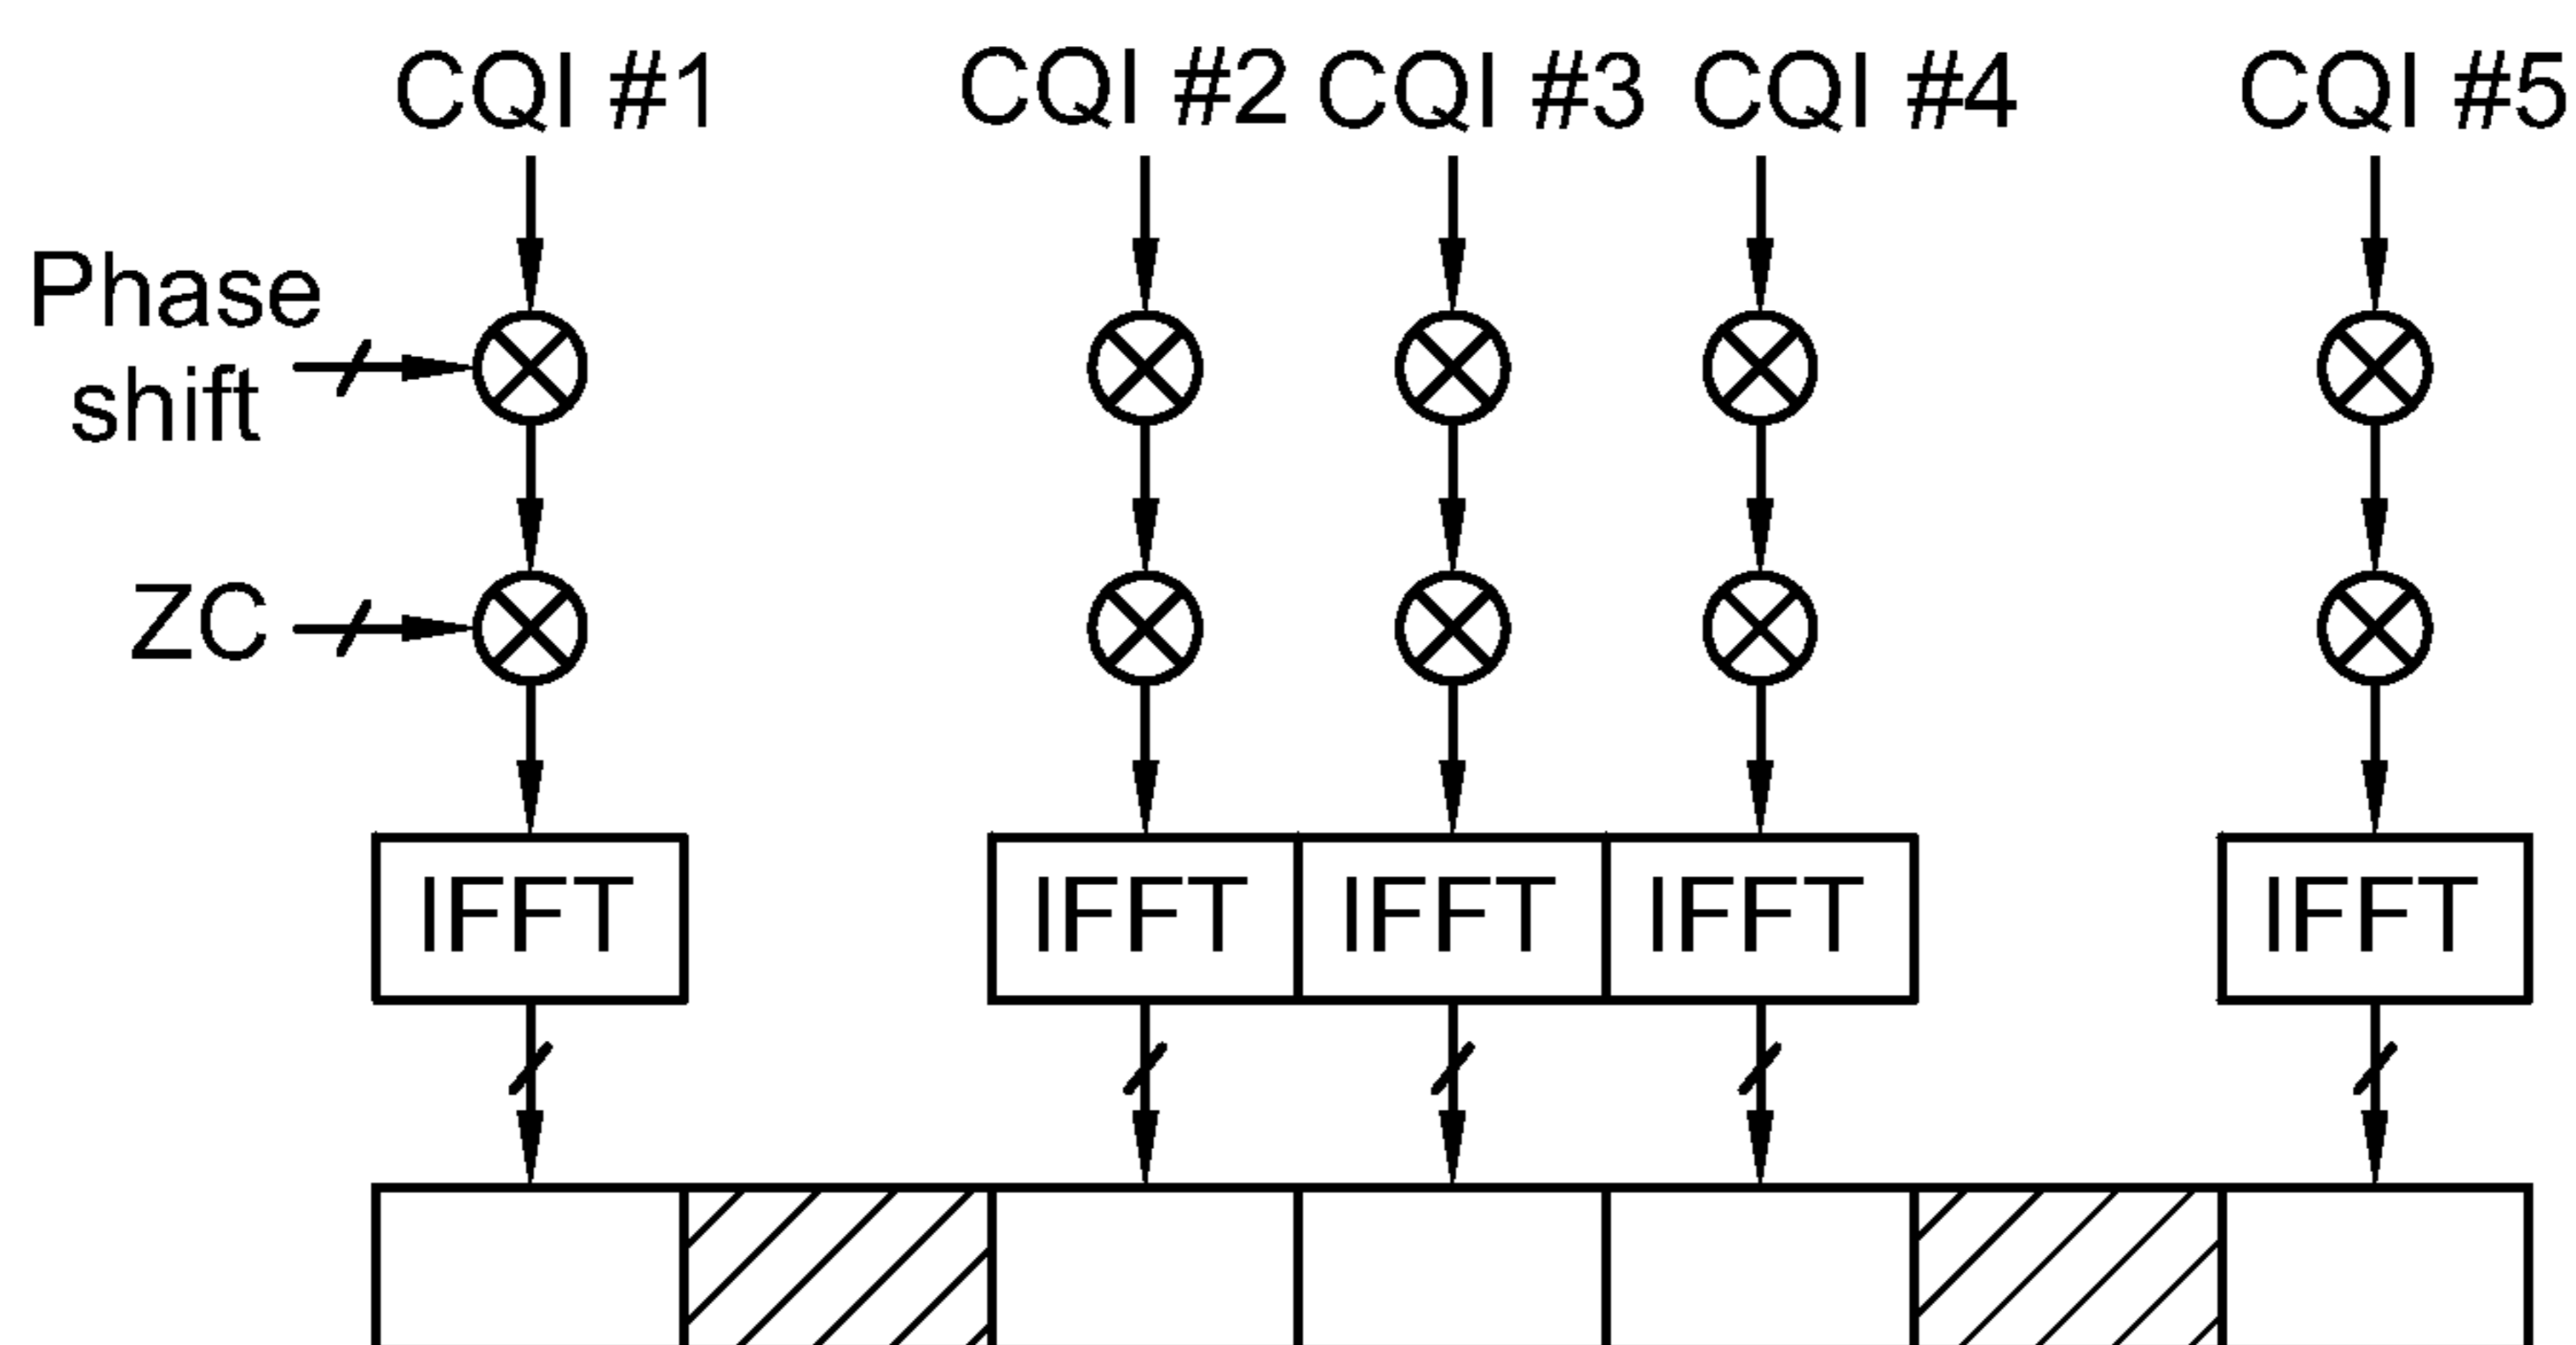 CQI #1 CQI #2 CQI #3 CQI #4 CQI #5
Phase
shift
ZC
IFFT IFFT IFFT IFFT IFFT